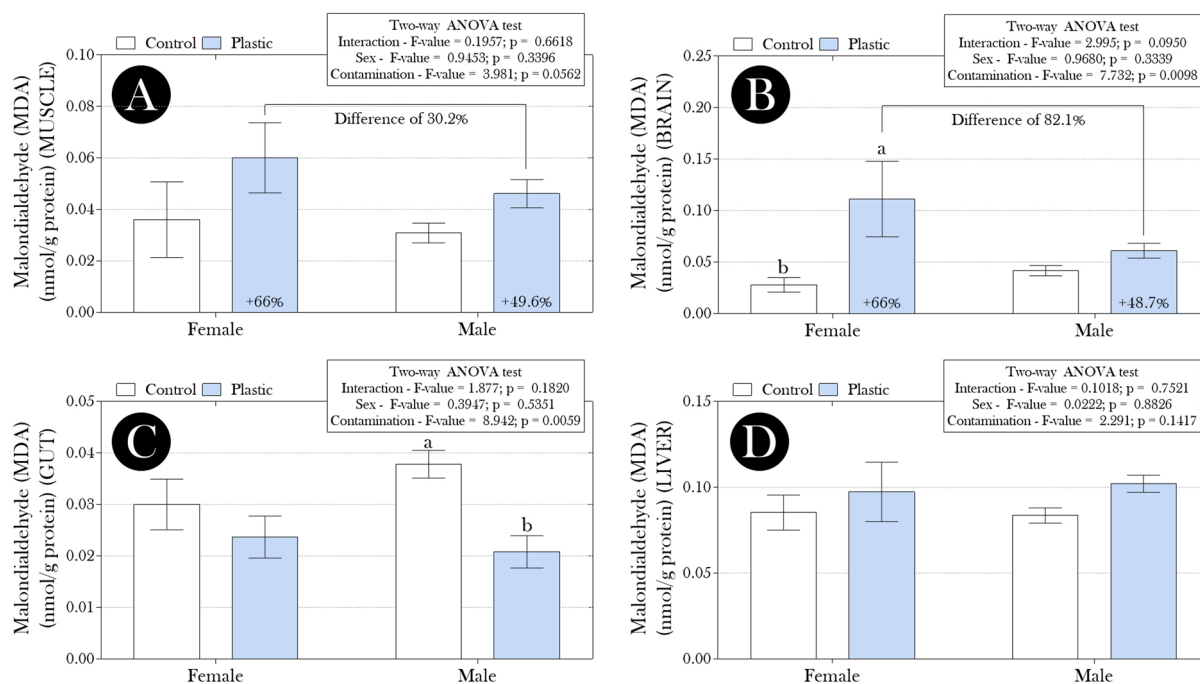 Control Plastic
Two-way ANOVA test
Interaction - F-value = 0.1957; p = 0.6618
Sex - F-value = 0.9453; p = 0.3396
Contamination - F-value = 3.981; p = 0.0562
A
Malondialdehyde (MDA)
(nmol/g protein) (MUSCLE)
0.10
0.08
0.06
0.04
0.02
0.00
Difference of 30.2%
+66%
+49.6%
Female Male
Control Plastic
Two-way ANOVA test
Interaction - F-value = 2.995; p = 0.0950
Sex - F-value = 0.9680; p = 0.3339
Contamination - F-value = 7.732; p = 0.0098
B
Malondialdehyde (MDA)
(nmol/g protein) (BRAIN)
0.25
0.20
0.15
0.10
0.05
0.00
Difference of 82.1%
a
b
+66%
+48.7%
Female Male
Control Plastic
Two-way ANOVA test
Interaction - F-value = 1.877; p = 0.1820
Sex - F-value = 0.3947; p = 0.5351
Contamination - F-value = 8.942; p = 0.0059
C
Malondialdehyde (MDA)
(nmol/g protein) (GUT)
0.05
0.04
0.03
0.02
0.01
0.00
a
b
Female Male
Control Plastic
Two-way ANOVA test
Interaction - F-value = 0.1018; p = 0.7521
Sex - F-value = 0.0222; p = 0.8826
Contamination - F-value = 2.291; p = 0.1417
D
Malondialdehyde (MDA)
(nmol/g protein) (LIVER)
0.15
0.10
0.05
0.00
Female Male